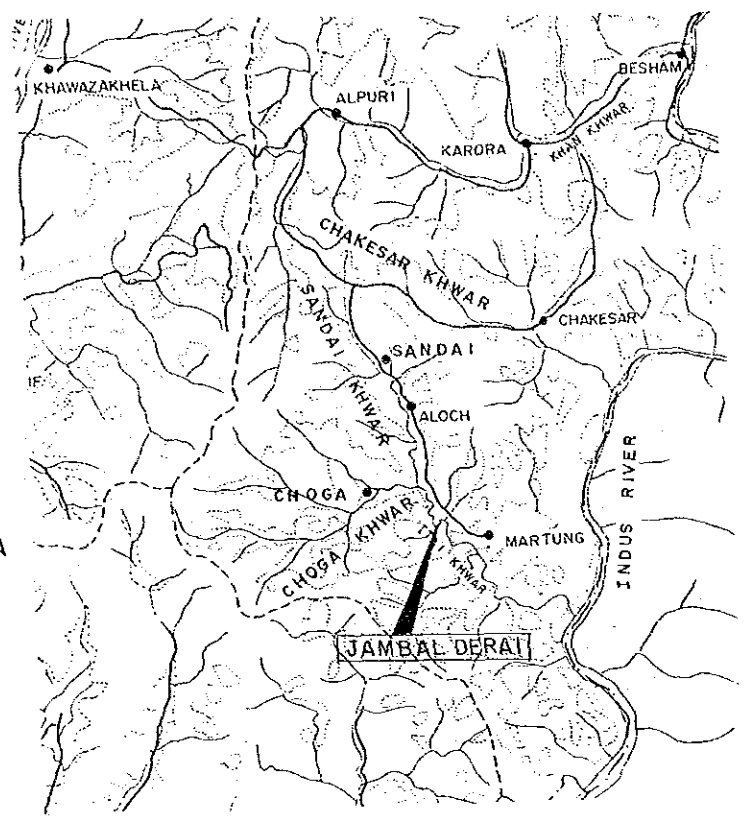 BESHAM
KHAWAZAKHELA
ALPURI
KARORA
KHAN KHWAR
CHAKESAR KHWAR
SANDAI KHWAR
CHAKESAR
SANDAI
IF.
ALOCH
CHOGA
CHOGA KHWAR
KHWAR
MARTUNG
INDUS RIVER
JAMBAL DERAI